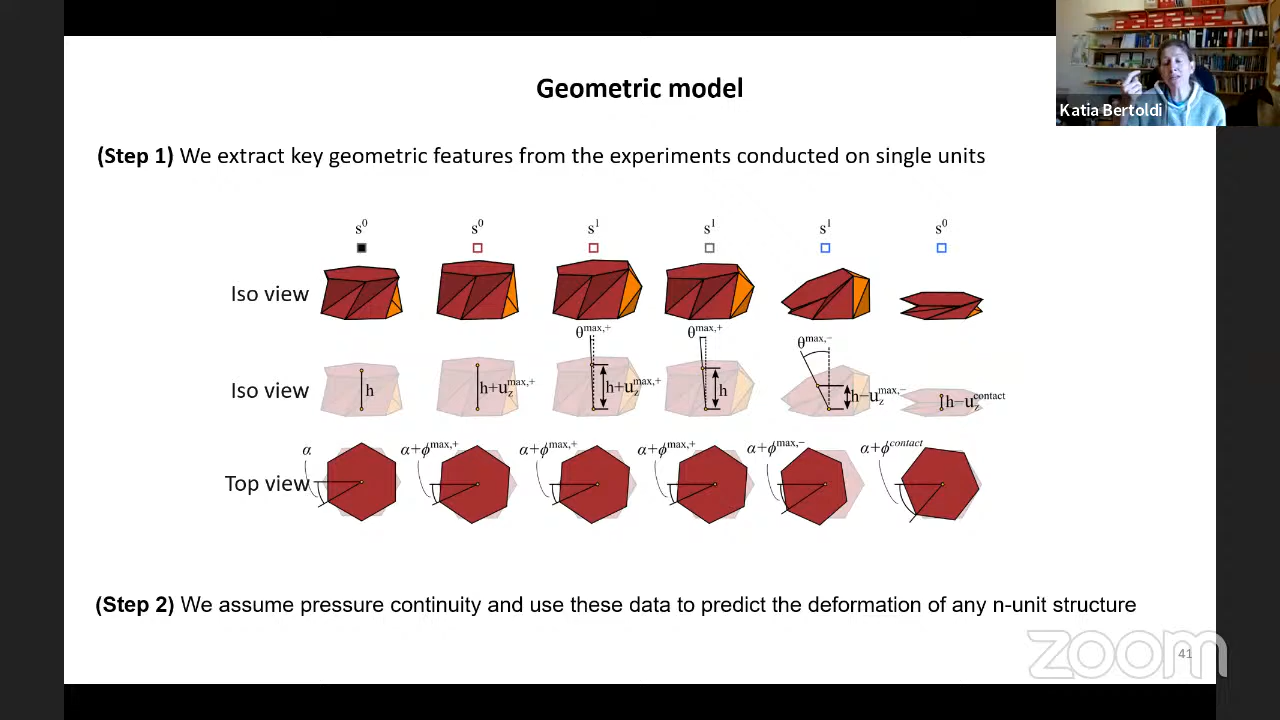 Geometric model
Katia Bertoldi
(Step 1) We extract key geometric features from the experiments conducted on single units
s⁰ s⁰ s¹ s¹ s¹ s⁰
Iso view
θ^max,+ θ^max,+ θ^max,−
Iso view h h+u_z^max,+ h+u_z^max,+ h h−u_z^max,− h−u_z^contact
α α+ϕ^max,+ α+ϕ^max,+ α+ϕ^max,+ α+ϕ^max,− α+ϕ^contact
Top view
(Step 2) We assume pressure continuity and use these data to predict the deformation of any n-unit structure
zoom
41